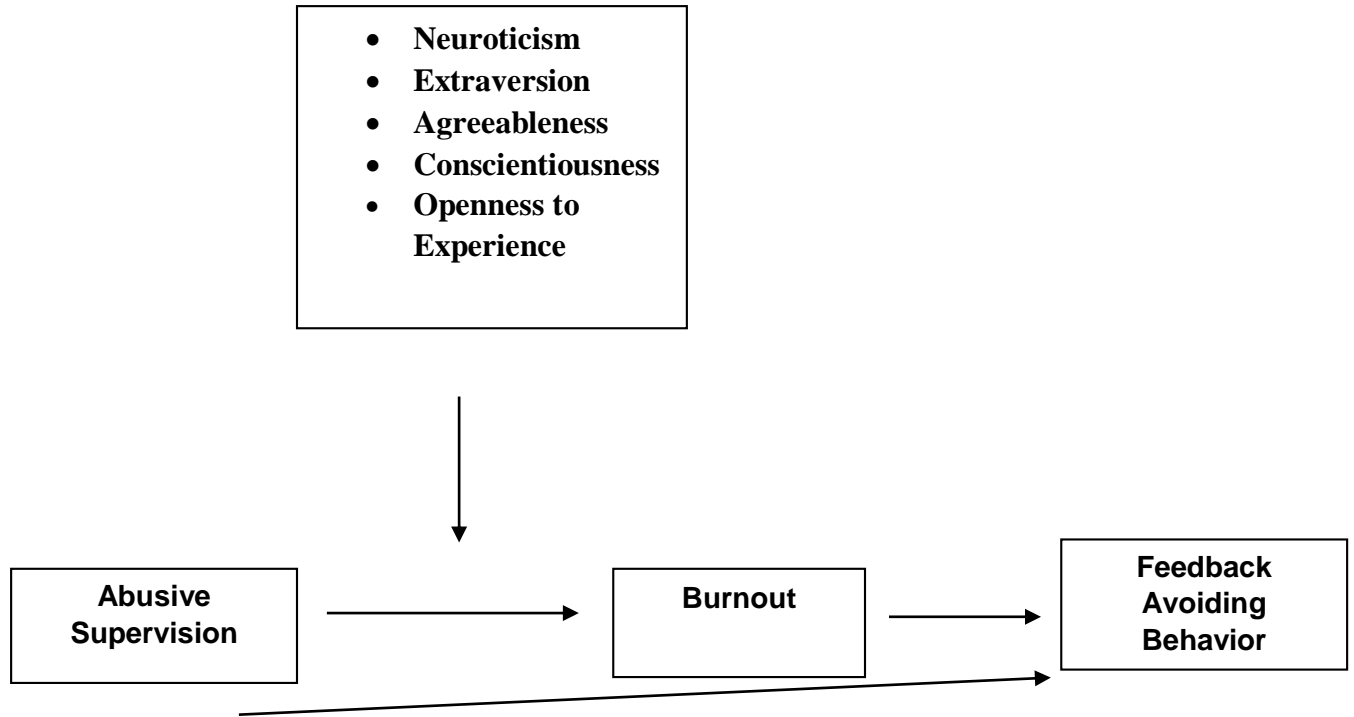 • Neuroticism
• Extraversion
• Agreeableness
• Conscientiousness
• Openness to
Experience
Abusive
Supervision
Burnout
Feedback
Avoiding
Behavior